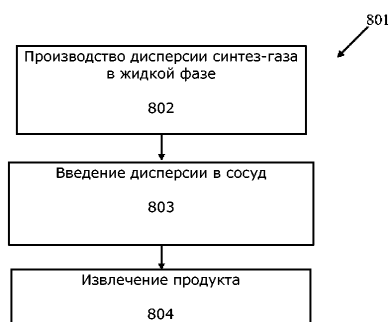 801
Производство дисперсии синтез-газа
в жидкой фазе
802
Введение дисперсии в сосуд
803
Извлечение продукта
804